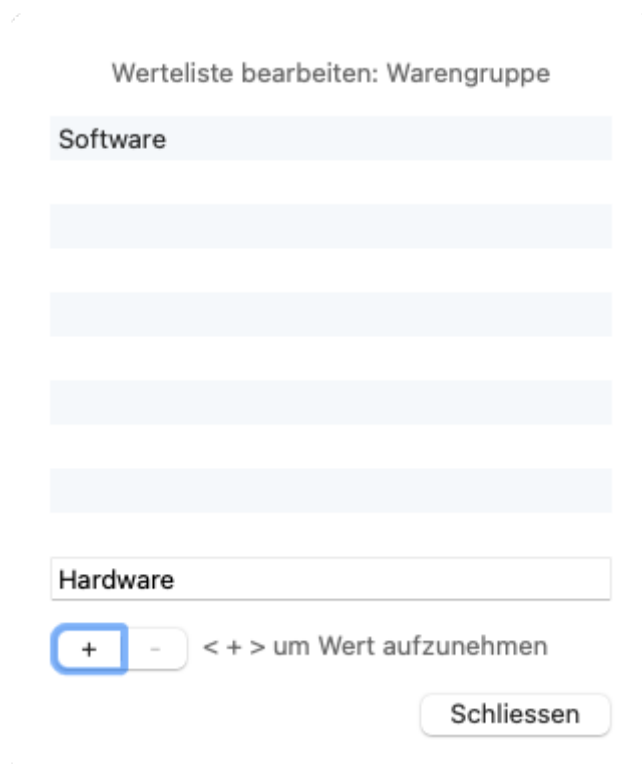 Werteliste bearbeiten: Warengruppe
Software
Hardware
+ - < + > um Wert aufzunehmen
Schliessen